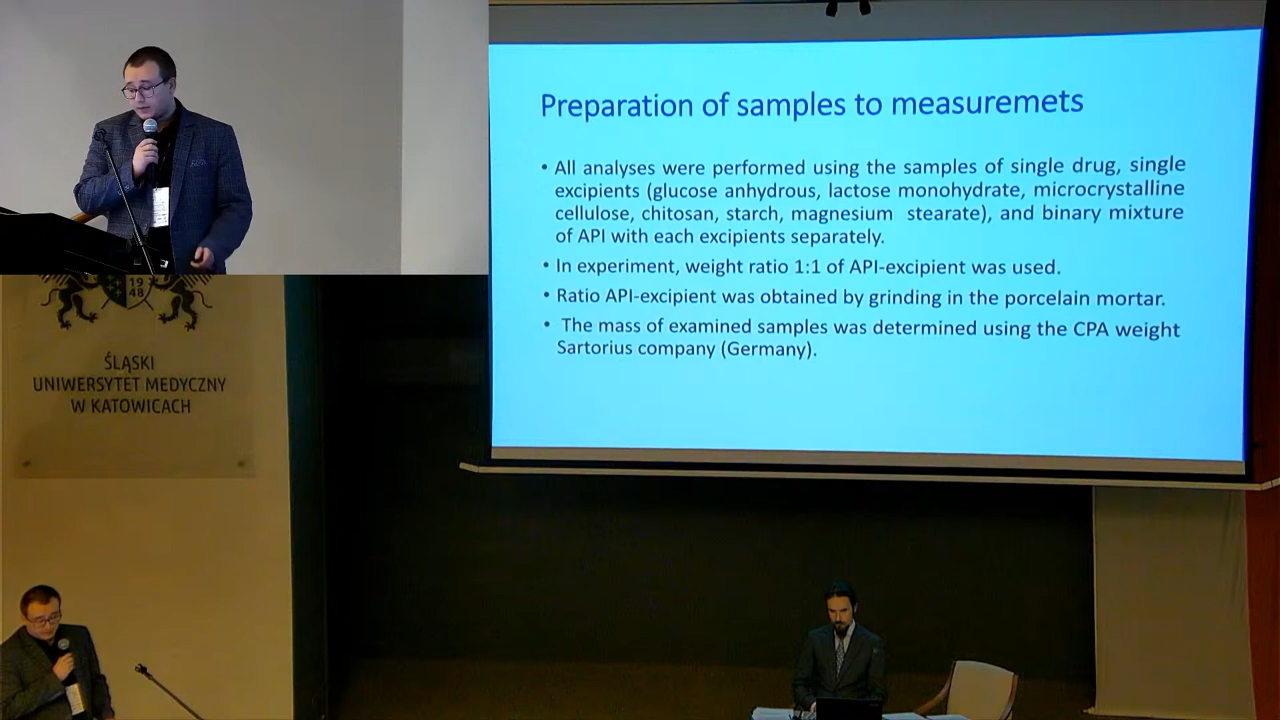 19
48
ŚLĄSKI
UNIWERSYTET MEDYCZNY
W KATOWICACH
Preparation of samples to measuremets
• All analyses were performed using the samples of single drug, single
excipients (glucose anhydrous, lactose monohydrate, microcrystalline
cellulose, chitosan, starch, magnesium stearate), and binary mixture
of API with each excipients separately.
• In experiment, weight ratio 1:1 of API-excipient was used.
• Ratio API-excipient was obtained by grinding in the porcelain mortar.
• The mass of examined samples was determined using the CPA weight
Sartorius company (Germany).